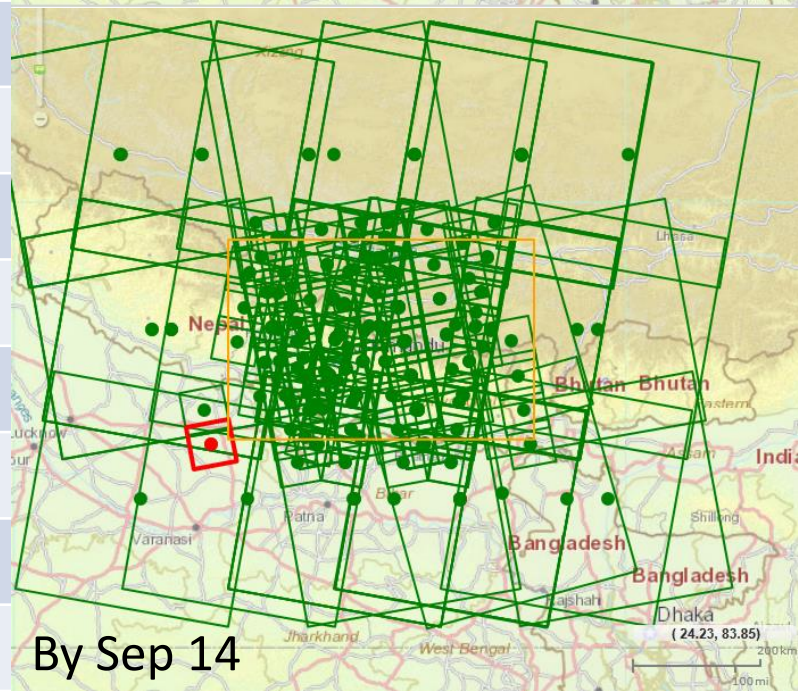 Xizang
Lhasa
Nepal
Bhutan Bhutan
Eastern
Lucknow
Assam
India
Bihar
Patna
Varanasi
Shillong
Bangladesh
Bangladesh
Dhaka
( 24.23, 83.85)
Jharkhand
West Bengal
200km
100mi
By Sep 14